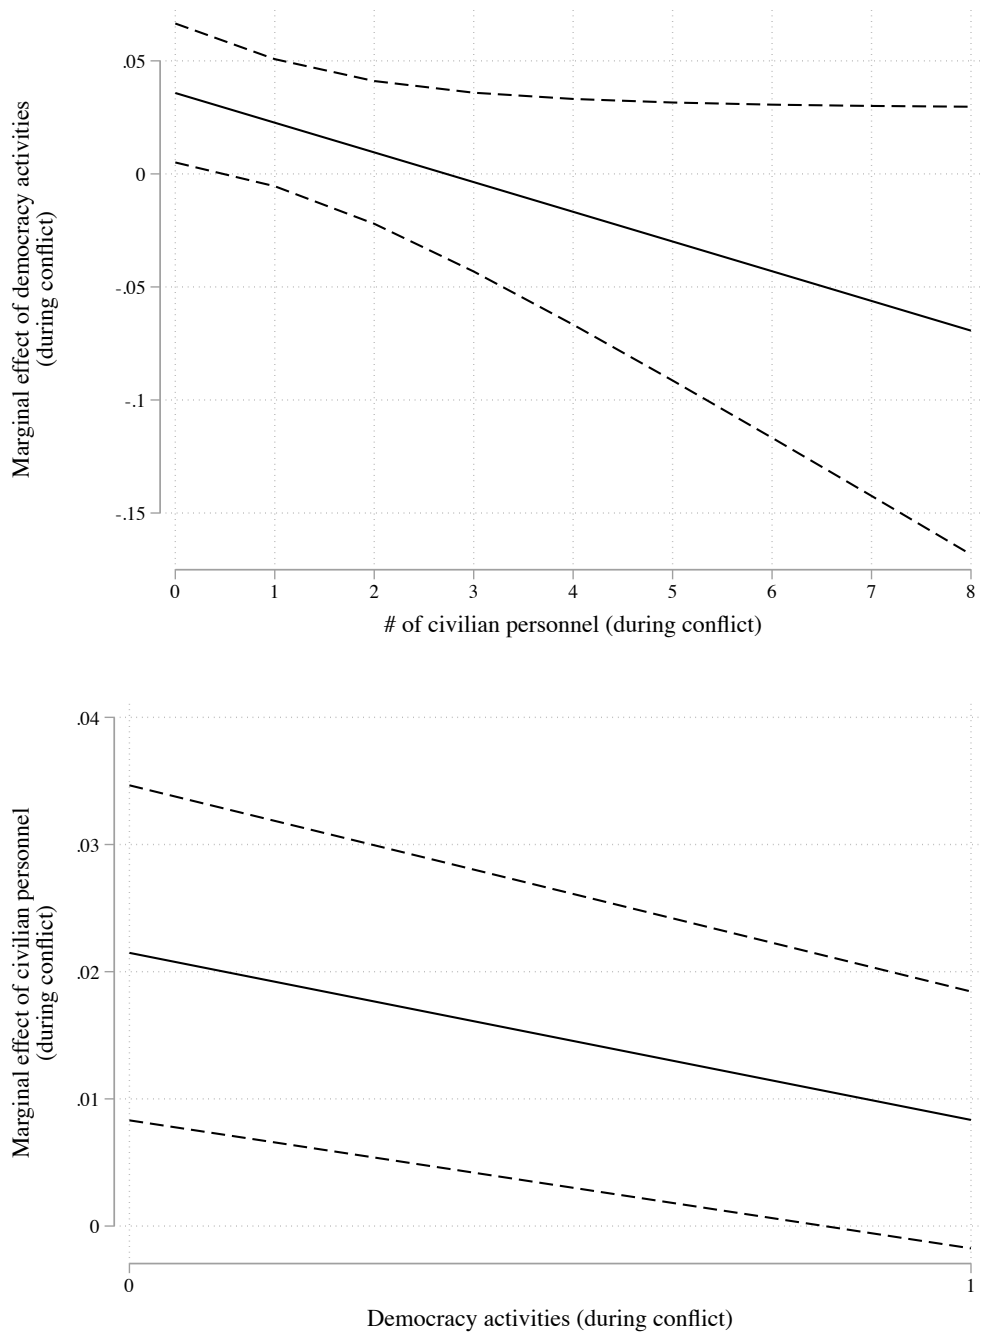 Marginal effect of democracy activities
(during conflict)
.05
0
-.05
-.1
-.15
0 1 2 3 4 5 6 7 8
# of civilian personnel (during conflict)
Marginal effect of civilian personnel
(during conflict)
.04
.03
.02
.01
0
0 1
Democracy activities (during conflict)